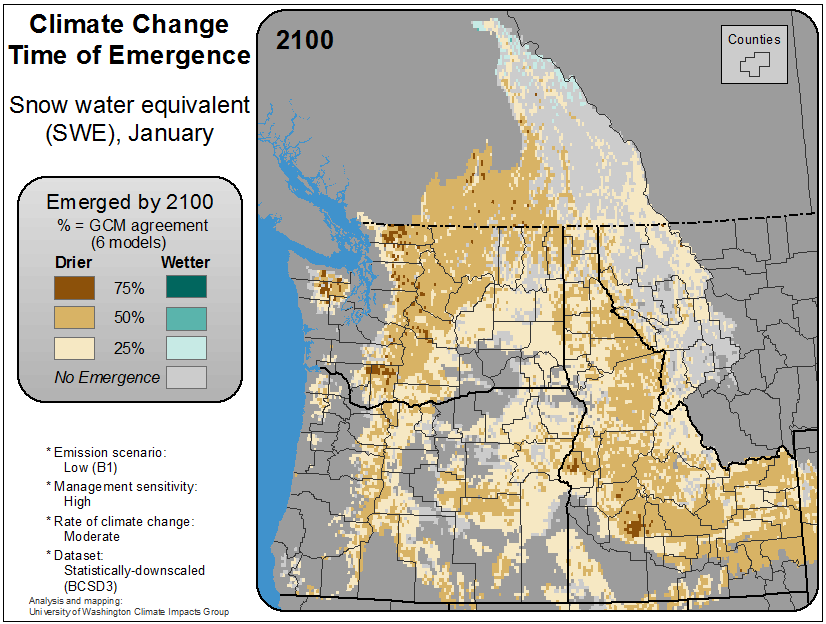 Climate Change
Time of Emergence
Snow water equivalent
(SWE), January
Emerged by 2100
% = GCM agreement
(6 models)
Drier Wetter
75%
50%
25%
No Emergence
* Emission scenario:
Low (B1)
* Management sensitivity:
High
* Rate of climate change:
Moderate
* Dataset:
Statistically-downscaled
(BCSD3)
Analysis and mapping:
University of Washington Climate Impacts Group
2100
Counties